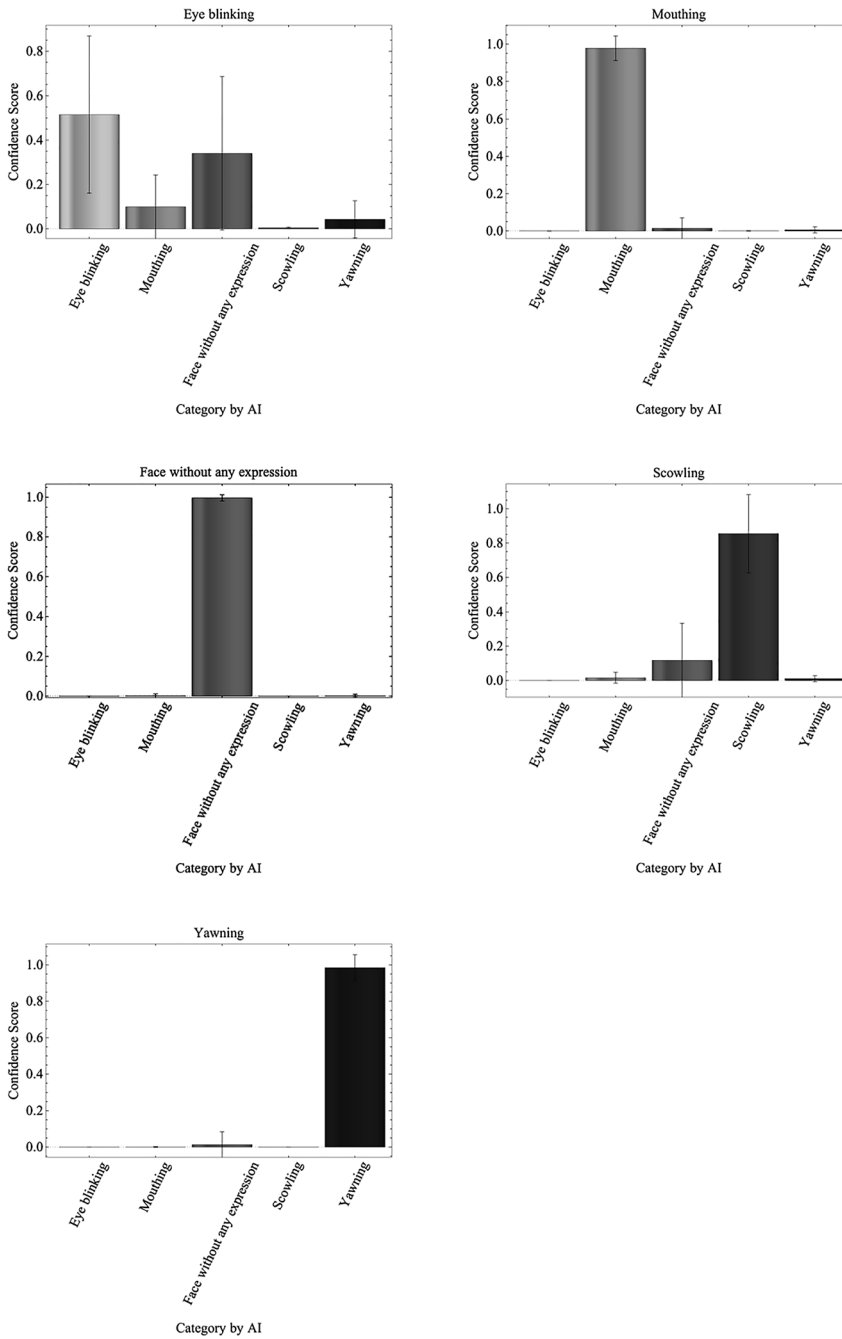 Eye blinking
Confidence Score
0.8
0.6
0.4
0.2
0.0
Eye blinking
Mouthing
Face without any expression
Scowling
Yawning
Category by AI
Mouthing
Confidence Score
1.0
0.8
0.6
0.4
0.2
0.0
Eye blinking
Mouthing
Face without any expression
Scowling
Yawning
Category by AI
Face without any expression
Confidence Score
1.0
0.8
0.6
0.4
0.2
0.0
Eye blinking
Mouthing
Face without any expression
Scowling
Yawning
Category by AI
Scowling
Confidence Score
1.0
0.8
0.6
0.4
0.2
0.0
Eye blinking
Mouthing
Face without any expression
Scowling
Yawning
Category by AI
Yawning
Confidence Score
1.0
0.8
0.6
0.4
0.2
0.0
Eye blinking
Mouthing
Face without any expression
Scowling
Yawning
Category by AI